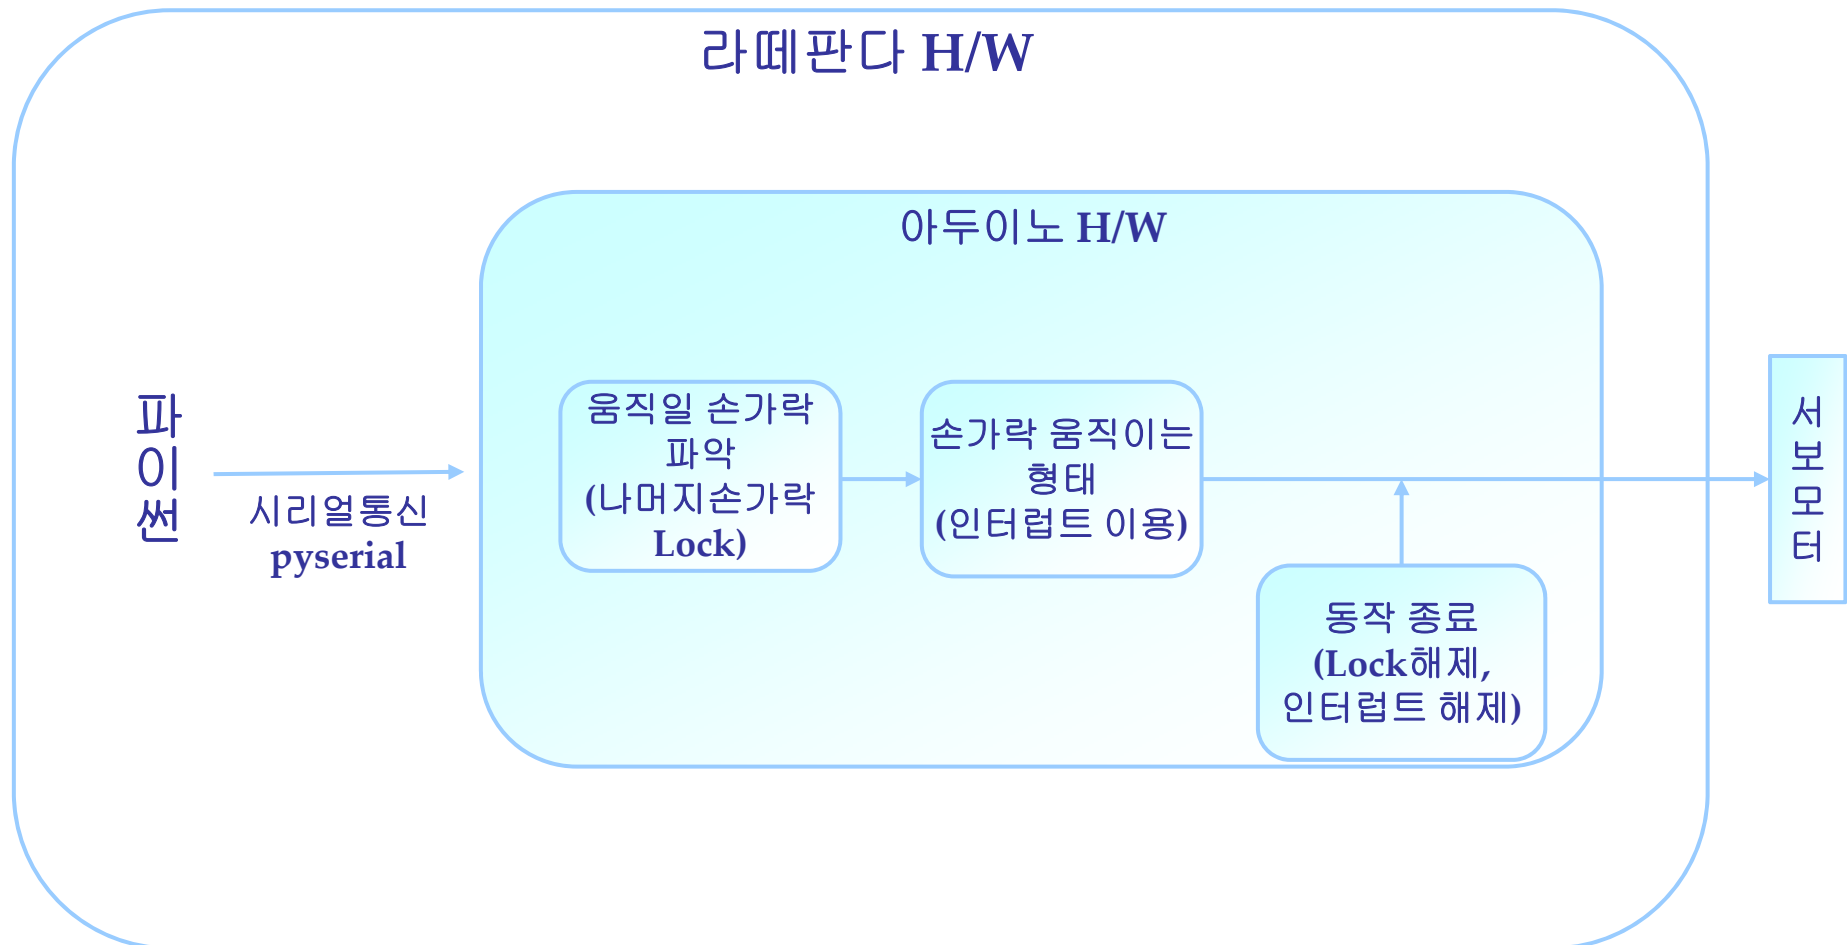 라떼판다 H/W
아두이노 H/W
파이썬
시리얼통신
pyserial
움직일 손가락
파악
(나머지손가락
Lock)
손가락 움직이는
형태
(인터럽트 이용)
동작 종료
(Lock해제,
인터럽트 해제)
서보모터